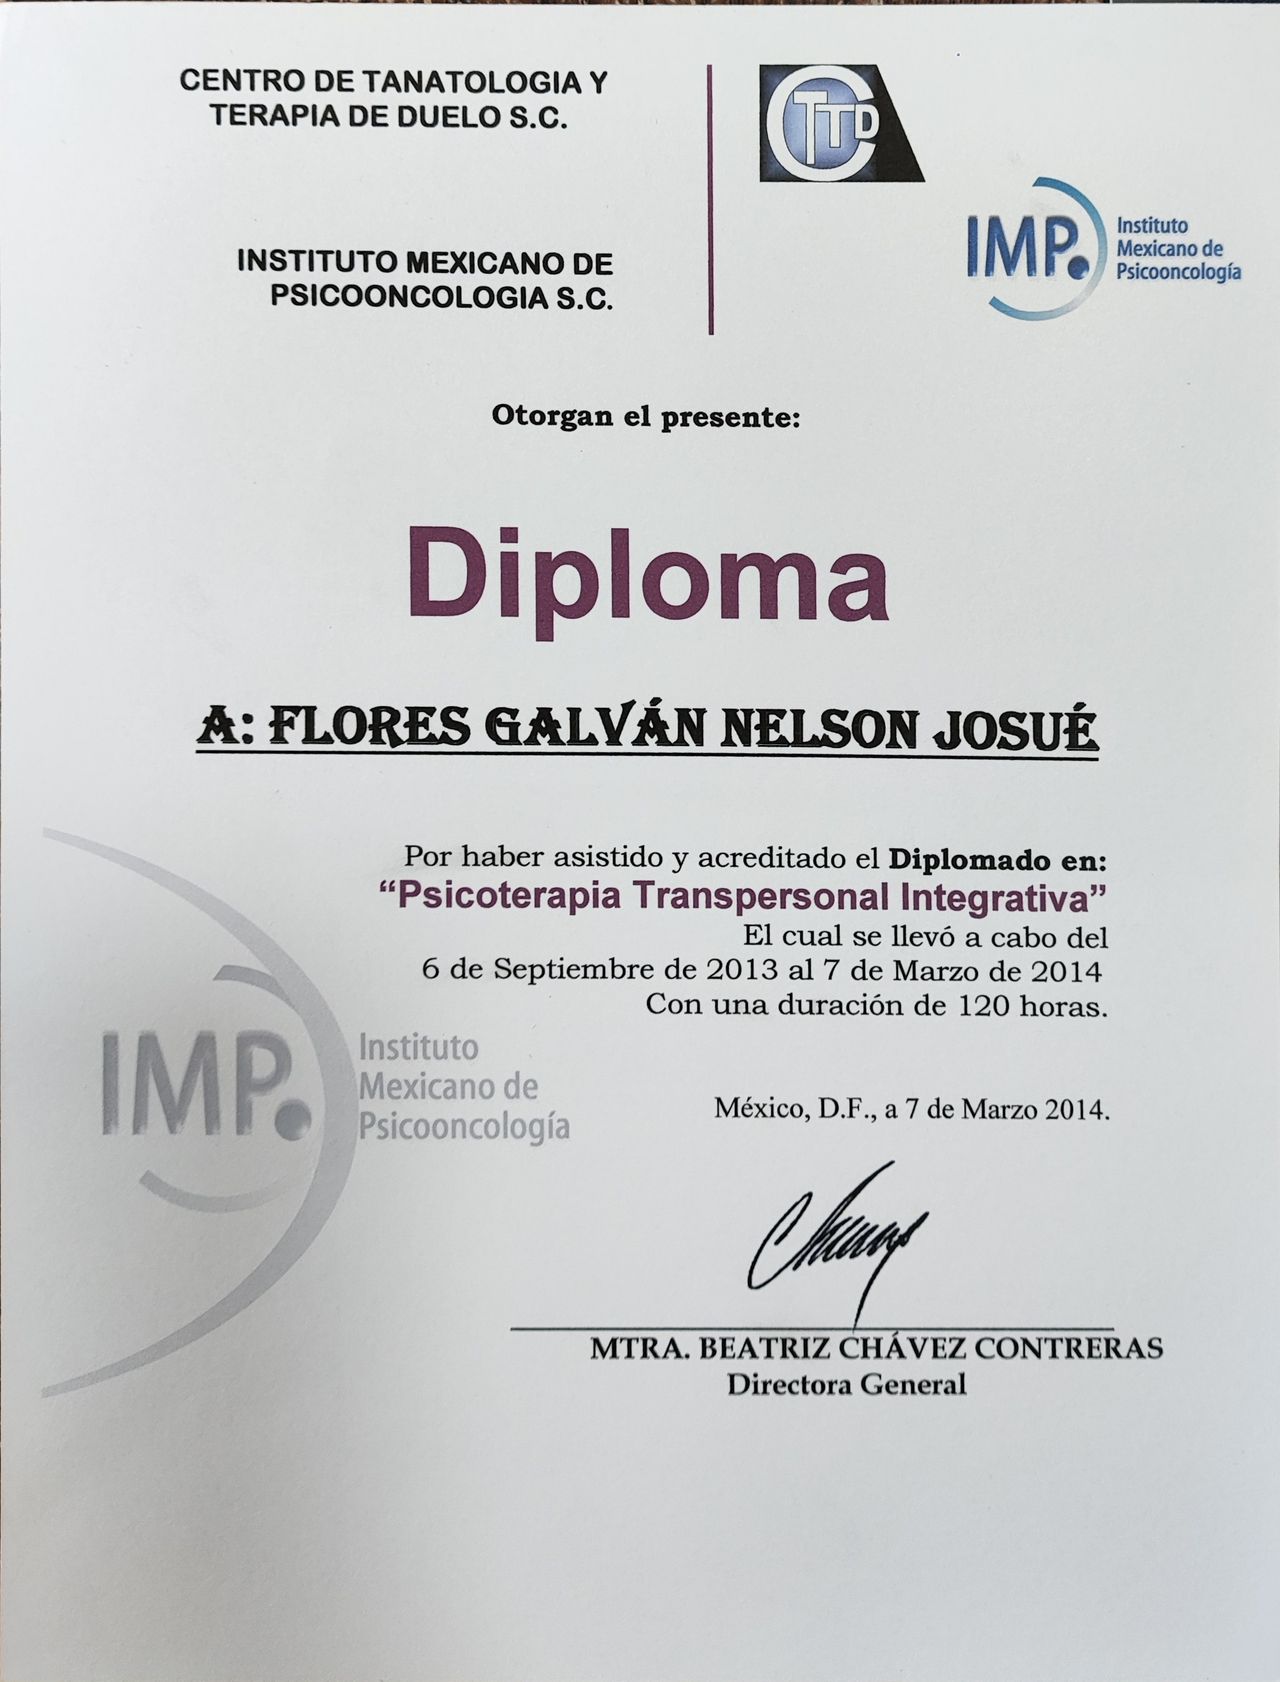 CENTRO DE TANATOLOGIA Y
TERAPIA DE DUELO S.C.
CTTD
INSTITUTO MEXICANO DE
PSICOONCOLOGIA S.C.
IMP.
Instituto
Mexicano de
Psicooncología
Otorgan el presente:
Diploma
A: FLORES GALVÁN NELSON JOSUÉ
Por haber asistido y acreditado el Diplomado en:
“Psicoterapia Transpersonal Integrativa”
El cual se llevó a cabo del
6 de Septiembre de 2013 al 7 de Marzo de 2014
Con una duración de 120 horas.
IMP.
Instituto
Mexicano de
Psicooncología
México, D.F., a 7 de Marzo 2014.
MTRA. BEATRIZ CHÁVEZ CONTRERAS
Directora General